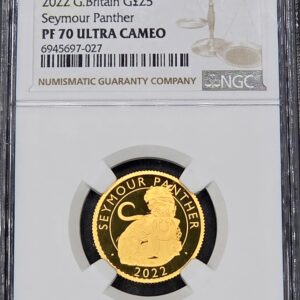 2022 G.Britain G£25
Seymour Panther
PF 70 ULTRA CAMEO
6945697-027
NUMISMATIC GUARANTY COMPANY
NGC
SEYMOUR PANTHER
2022